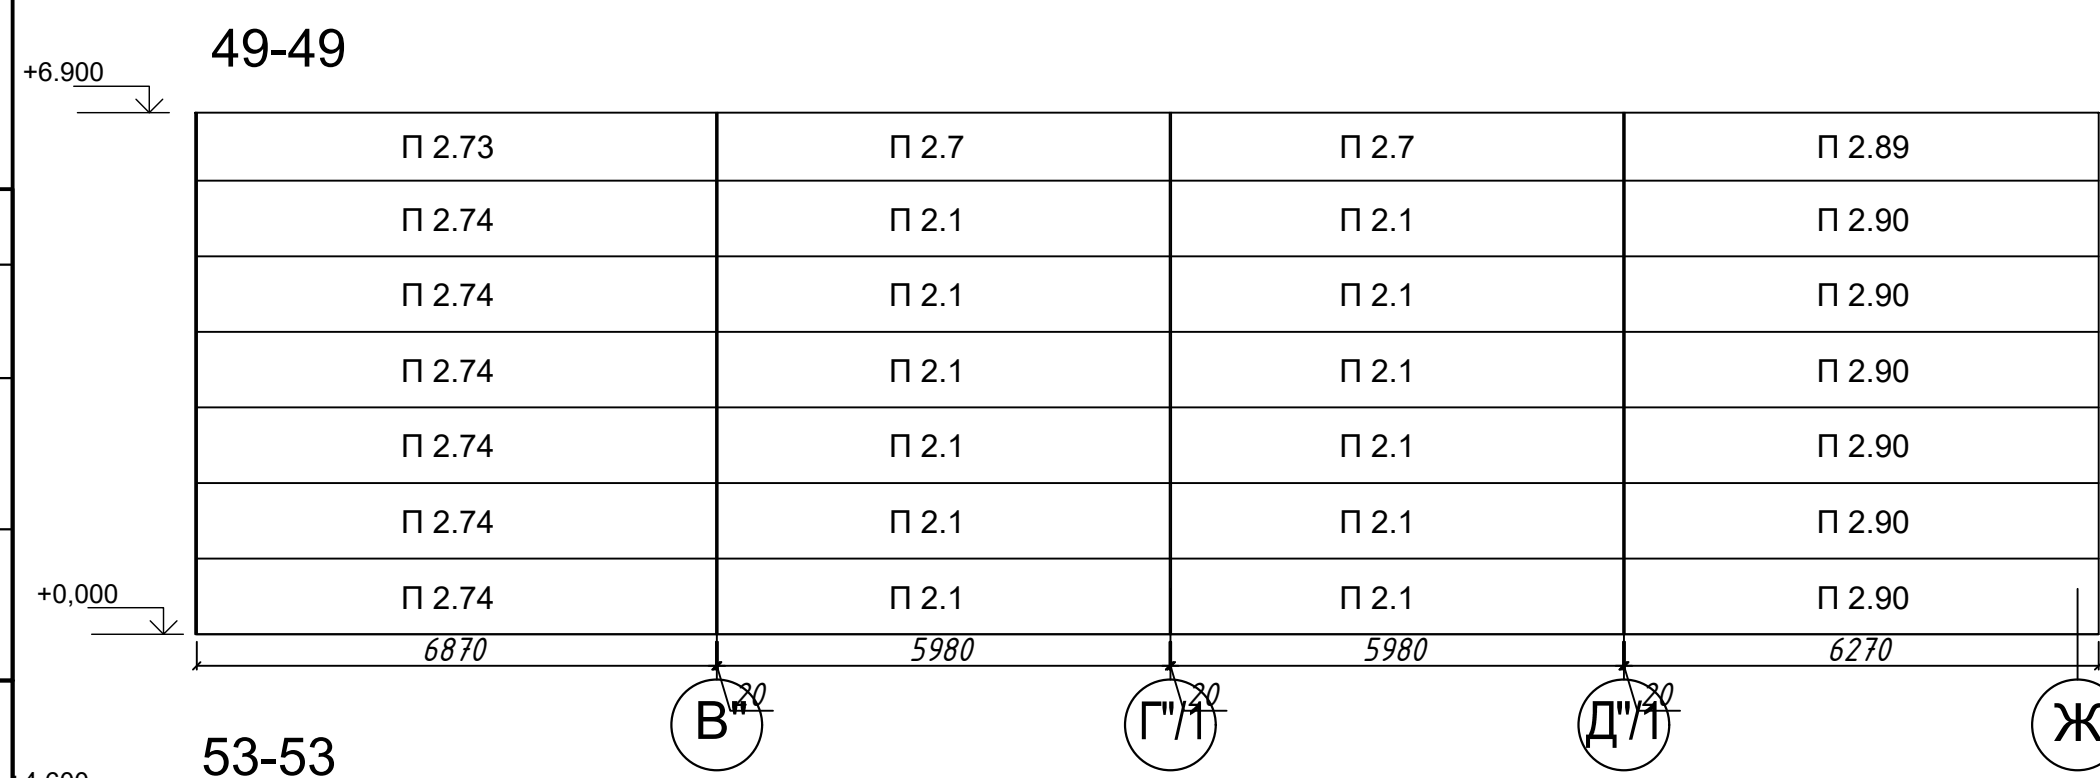 49-49
+6.900
П 2.73 П 2.7 П 2.7 П 2.89
П 2.74 П 2.1 П 2.1 П 2.90
П 2.74 П 2.1 П 2.1 П 2.90
П 2.74 П 2.1 П 2.1 П 2.90
П 2.74 П 2.1 П 2.1 П 2.90
П 2.74 П 2.1 П 2.1 П 2.90
+0,000
П 2.74 П 2.1 П 2.1 П 2.90
6870 5980 5980 6270
20 20 20
В" Г"/1 Д"/1 Ж
53-53